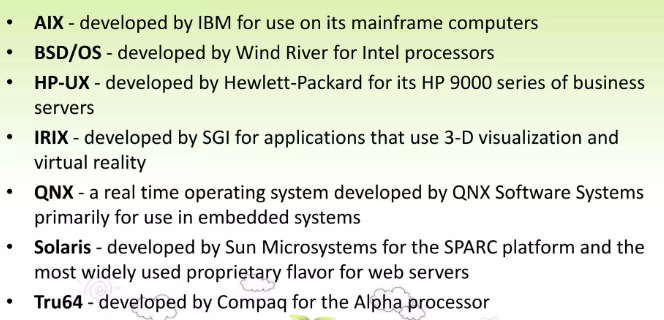 • AIX - developed by IBM for use on its mainframe computers
• BSD/OS - developed by Wind River for Intel processors
• HP-UX - developed by Hewlett-Packard for its HP 9000 series of business
servers
• IRIX - developed by SGI for applications that use 3-D visualization and
virtual reality
• QNX - a real time operating system developed by QNX Software Systems
primarily for use in embedded systems
• Solaris - developed by Sun Microsystems for the SPARC platform and the
most widely used proprietary flavor for web servers
• Tru64 - developed by Compaq for the Alpha processor